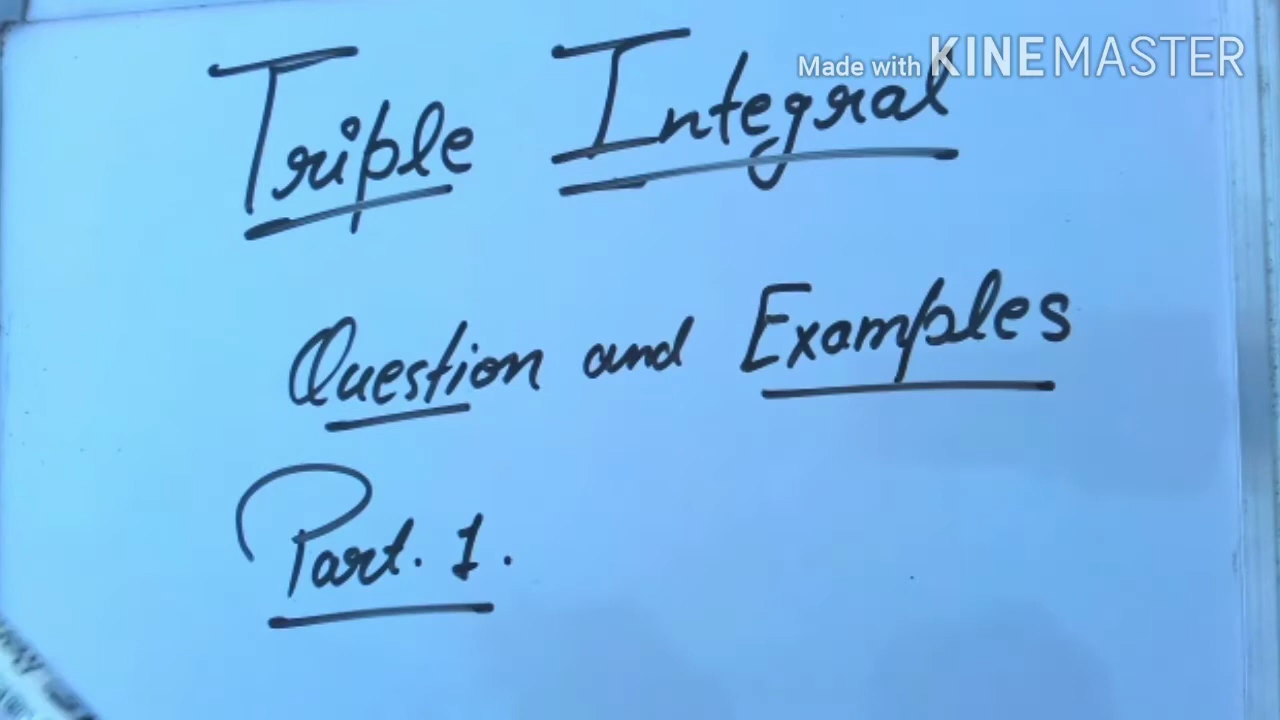 Made with KINEMASTER
Triple Integral
Question and Examples
Part. 1.